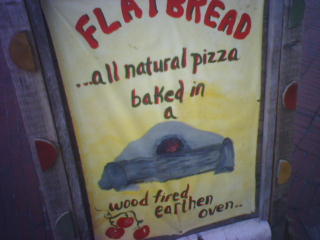 FLATBREAD
...all natural pizza
baked in
a
wood fired
earthen
oven..